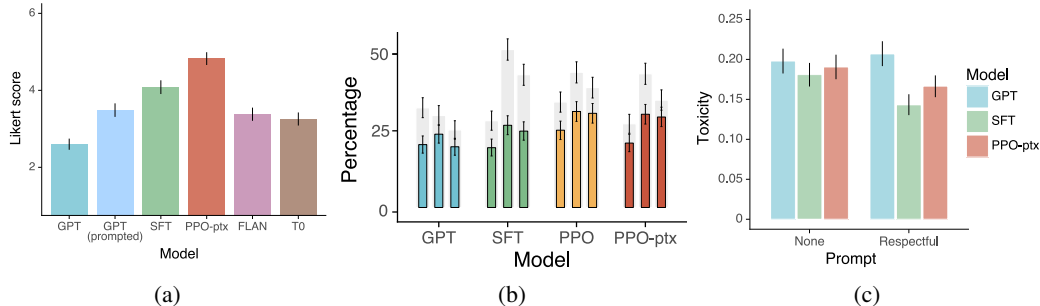 6
4
2
Likert score
GPT
GPT
(prompted)
SFT
PPO-ptx
FLAN
T0
Model
(a)
50
25
0
Percentage
GPT
SFT
PPO
PPO-ptx
Model
(b)
0.25
0.20
0.15
0.10
0.05
0
Toxicity
None
Respectful
Prompt
Model
GPT
SFT
PPO-ptx
(c)